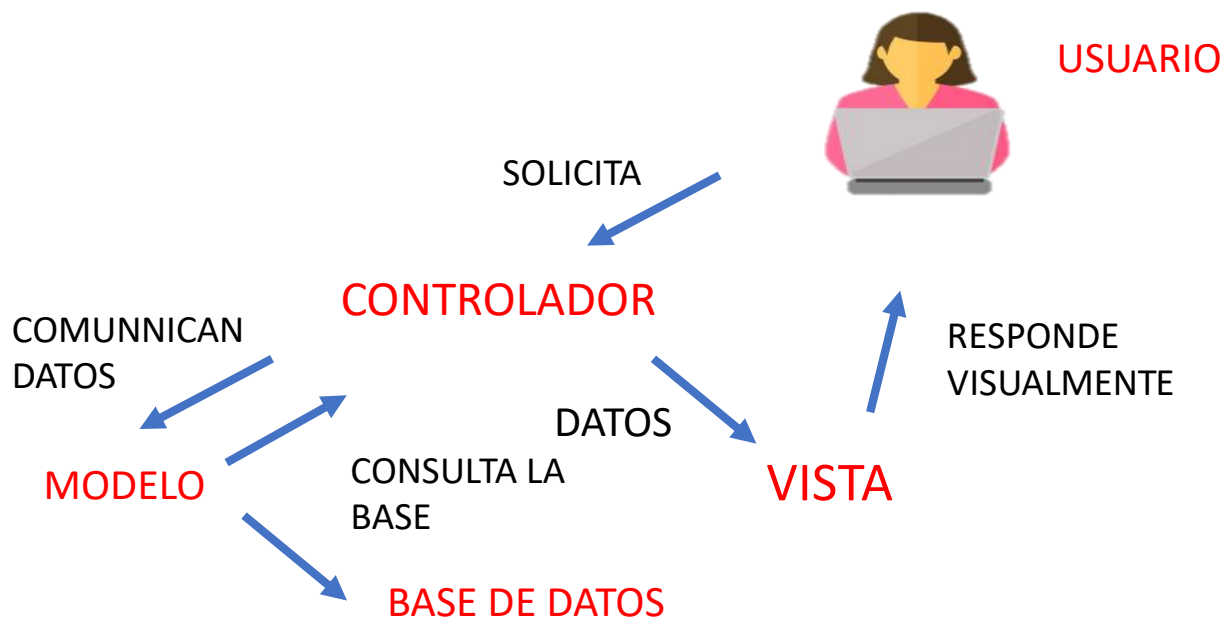 USUARIO
SOLICITA
CONTROLADOR
COMUNNICAN
DATOS
RESPONDE
VISUALMENTE
DATOS
MODELO
CONSULTA LA
BASE
VISTA
BASE DE DATOS